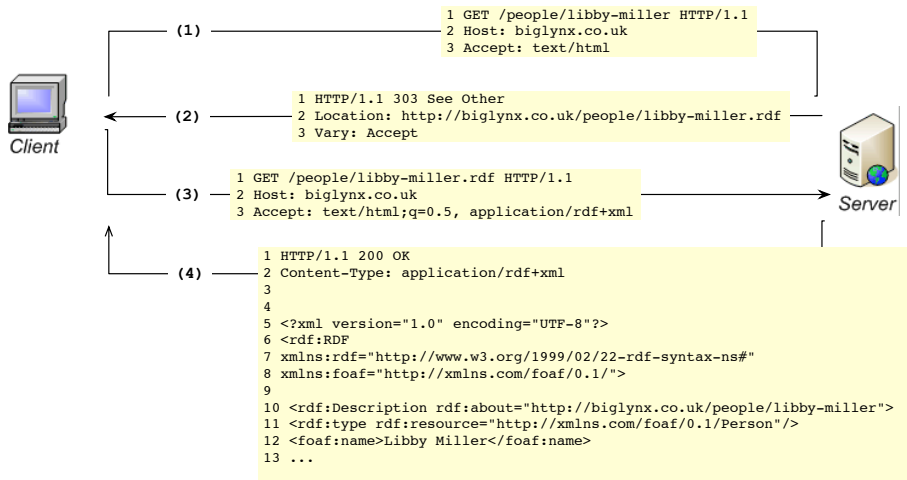 (1)
1 GET /people/libby-miller HTTP/1.1
2 Host: biglynx.co.uk
3 Accept: text/html
Client
(2)
1 HTTP/1.1 303 See Other
2 Location: http://biglynx.co.uk/people/libby-miller.rdf
3 Vary: Accept
Server
(3)
1 GET /people/libby-miller.rdf HTTP/1.1
2 Host: biglynx.co.uk
3 Accept: text/html;q=0.5, application/rdf+xml
(4)
1 HTTP/1.1 200 OK
2 Content-Type: application/rdf+xml
3
4
5 <?xml version="1.0" encoding="UTF-8"?>
6 <rdf:RDF
7 xmlns:rdf="http://www.w3.org/1999/02/22-rdf-syntax-ns#"
8 xmlns:foaf="http://xmlns.com/foaf/0.1/">
9
10 <rdf:Description rdf:about="http://biglynx.co.uk/people/libby-miller">
11 <rdf:type rdf:resource="http://xmlns.com/foaf/0.1/Person"/>
12 <foaf:name>Libby Miller</foaf:name>
13 ...